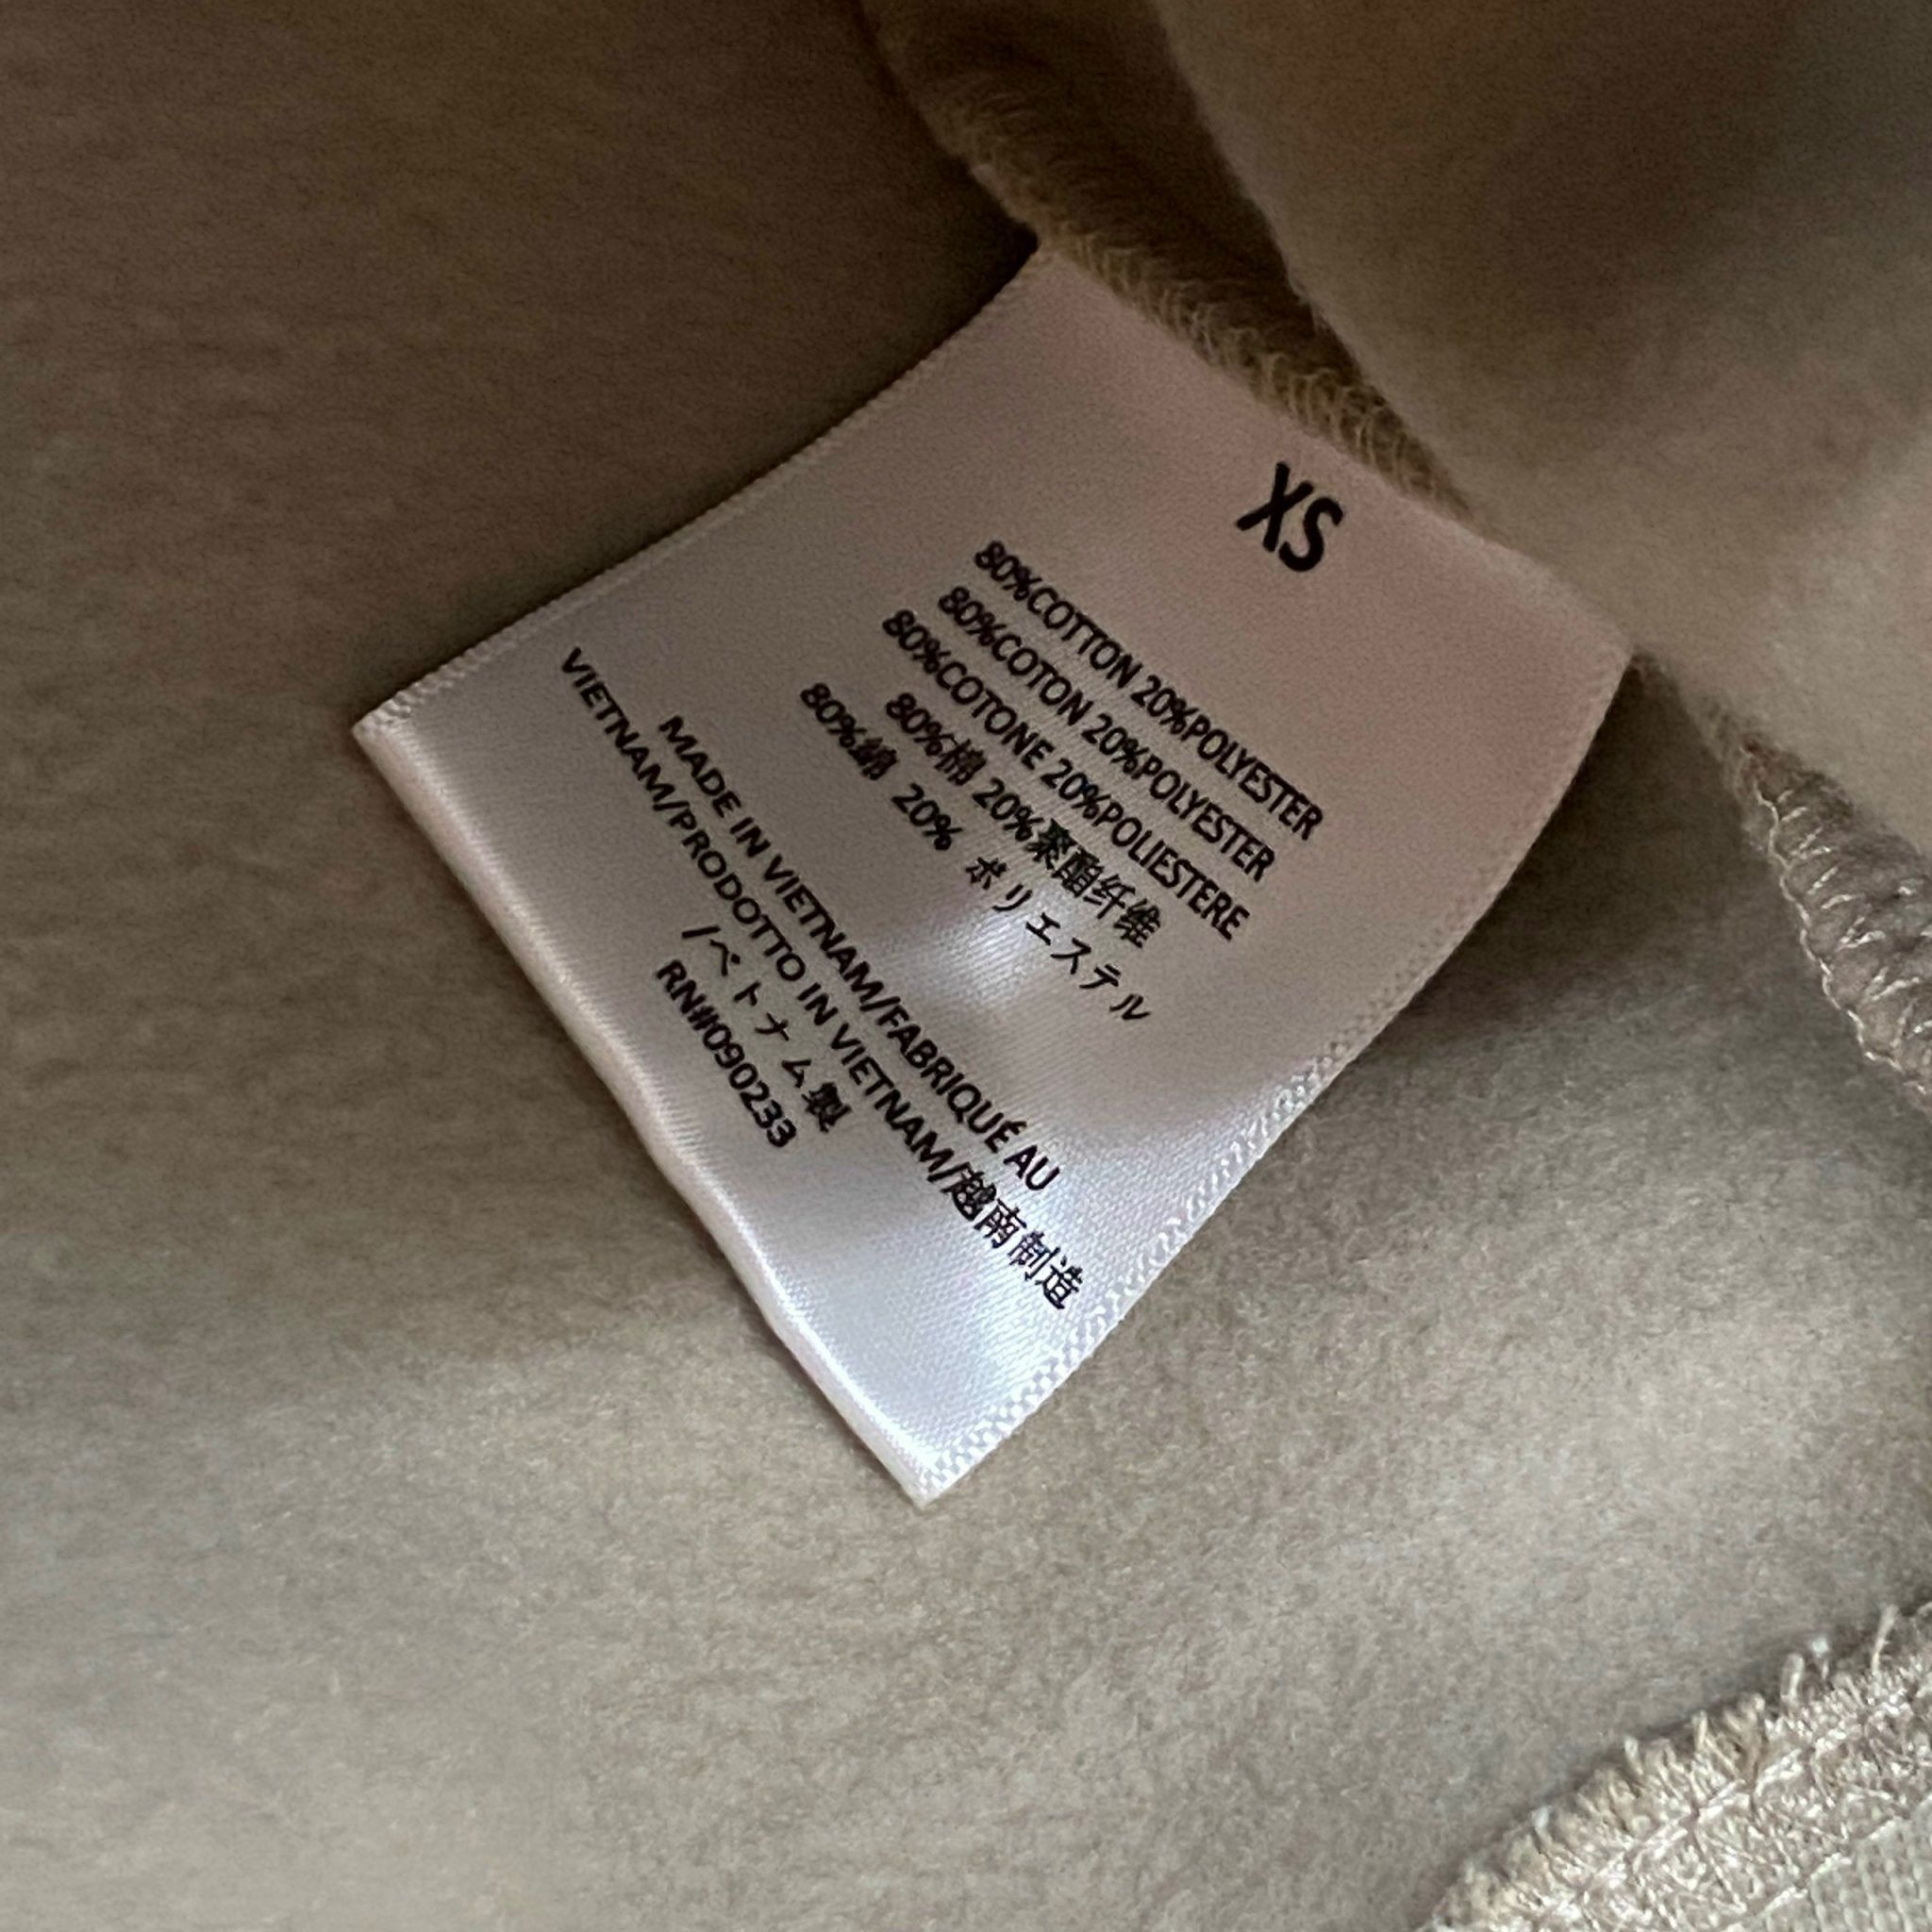 XS
80%COTTON 20%POLYESTER
80%COTON 20%POLYESTER
80%COTONE 20%POLIESTERE
80%棉 20%聚酯纤维
80%綿 20% ポリエステル
MADE IN VIETNAM/FABRIQUÉ AU
VIETNAM/PRODOTTO IN VIETNAM/越南制造
/ベトナム製
RN#090233